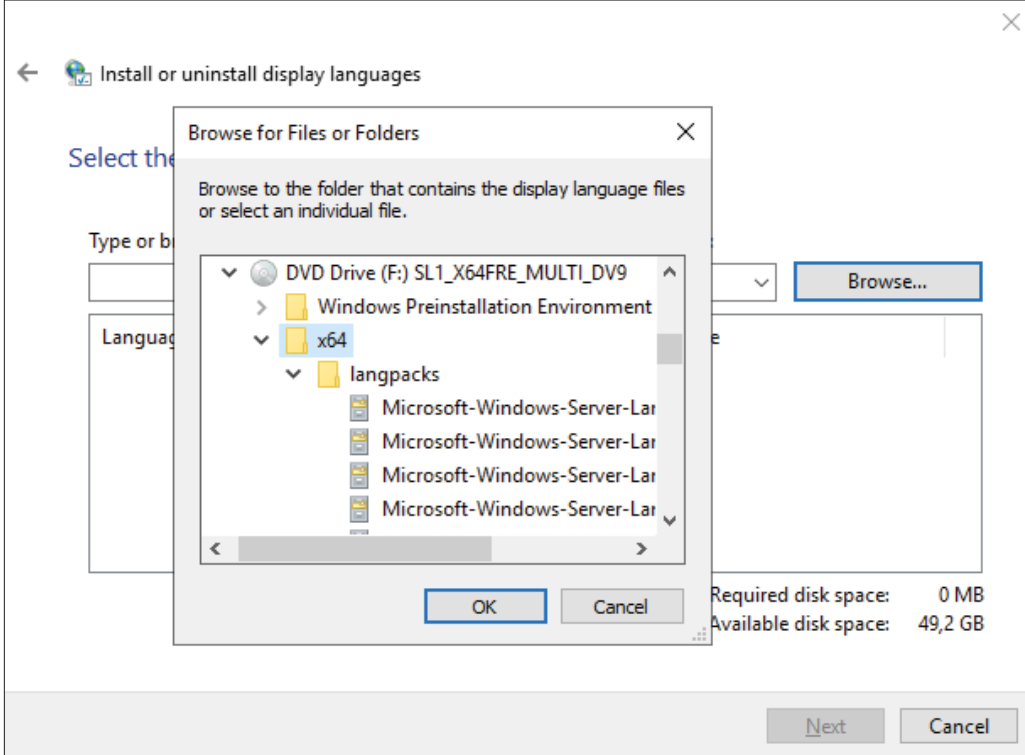 Install or uninstall display languages
Browse for Files or Folders
Select the
Browse to the folder that contains the display language files
or select an individual file.
Type or
DVD Drive (F:) SL1_X64FRE_MULTI_DV9
Browse...
Windows Preinstallation Environment
x64
langpacks
Microsoft-Windows-Server-Lar
Microsoft-Windows-Server-Lar
Microsoft-Windows-Server-Lar
Microsoft-Windows-Server-Lar
OK
Cancel
Required disk space: 0 MB
Available disk space: 49,2 GB
Next
Cancel